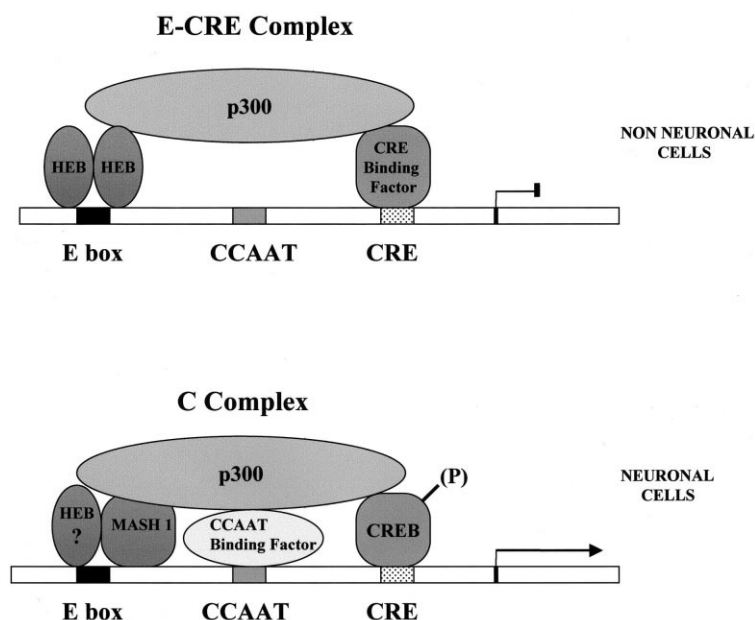 E-CRE Complex
p300
HEB
HEB
CRE
Binding
Factor
NON NEURONAL
CELLS
E box
CCAAT
CRE
C Complex
p300
(P)
NEURONAL
CELLS
HEB
?
MASH 1
CCAAT
Binding Factor
CREB
E box
CCAAT
CRE